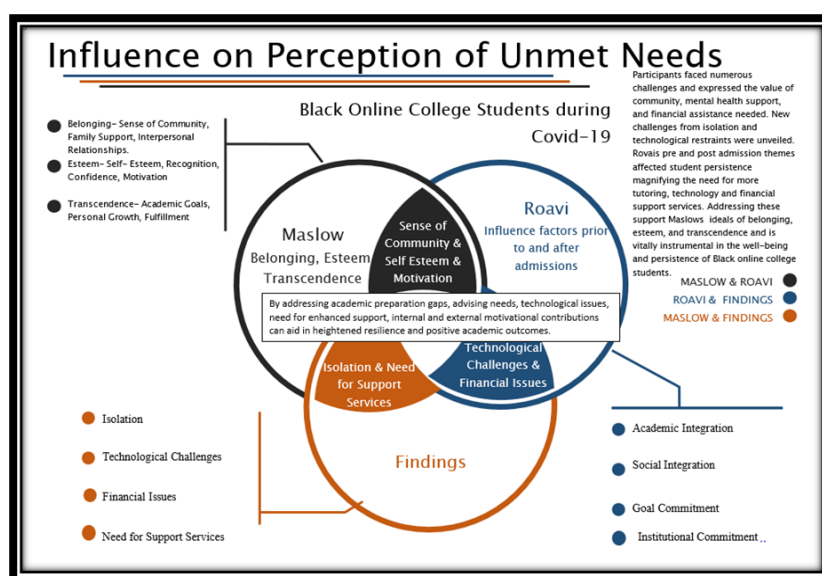 Influence on Perception of Unmet Needs
Black Online College Students during
Covid-19
Participants faced numerous
challenges and expressed the value of
community, mental health support,
and financial assistance needed. New
challenges from isolation and
technological restraints were unveiled.
Rovais pre and post admission themes
affected student persistence
magnifying the need for more
tutoring, technology and financial
support services. Addressing these
support Maslows ideals of belonging,
esteem, and transcendence and is
vitally instrumental in the well-being
and persistence of Black online college
students.
MASLOW & ROAVI
ROAVI & FINDINGS
MASLOW & FINDINGS
Belonging- Sense of Community,
Family Support, Interpersonal
Relationships.
Esteem- Self- Esteem, Recognition,
Confidence, Motivation
Transcendence- Academic Goals,
Personal Growth, Fulfillment
Maslow
Belonging, Esteem
Transcendence
Sense of
Community &
Self Esteem &
Motivation
Roavi
Influence factors prior
to and after
admissions
By addressing academic preparation gaps, advising needs, technological issues,
need for enhanced support, internal and external motivational contributions
can aid in heightened resilience and positive academic outcomes.
Isolation & Need
for Support
Services
Technological
Challenges &
Financial Issues
Findings
Isolation
Technological Challenges
Financial Issues
Need for Support Services
Academic Integration
Social Integration
Goal Commitment
Institutional Commitment ..